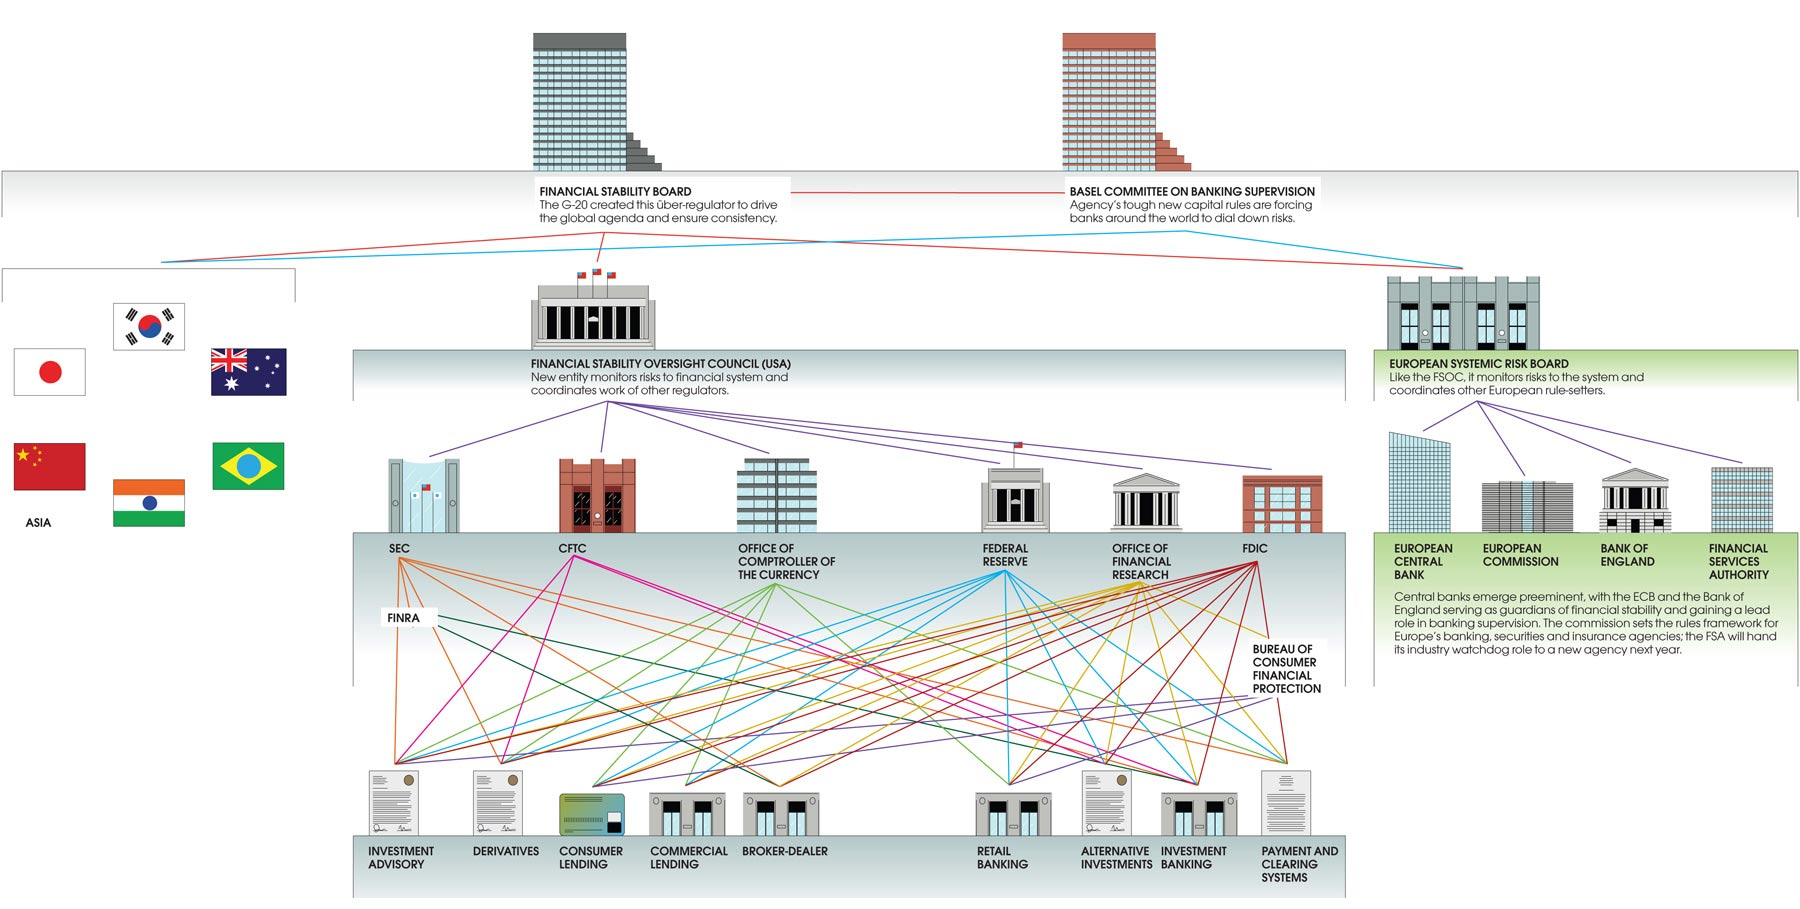 FINANCIAL STABILITY BOARD
The G-20 created this über-regulator to drive
the global agenda and ensure consistency.
BASEL COMMITTEE ON BANKING SUPERVISION
Agency's tough new capital rules are forcing
banks around the world to dial down risks.
FINANCIAL STABILITY OVERSIGHT COUNCIL (USA)
New entity monitors risks to financial system and
coordinates work of other regulators.
EUROPEAN SYSTEMIC RISK BOARD
Like the FSOC, it monitors risks to the system and
coordinates other European rule-setters.
ASIA
SEC
CFTC
OFFICE OF
COMPTROLLER OF
THE CURRENCY
FEDERAL
RESERVE
OFFICE OF
FINANCIAL
RESEARCH
FDIC
EUROPEAN
CENTRAL
BANK
EUROPEAN
COMMISSION
BANK OF
ENGLAND
FINANCIAL
SERVICES
AUTHORITY
Central banks emerge preeminent, with the ECB and the Bank of
England serving as guardians of financial stability and gaining a lead
role in banking supervision. The commission sets the rules framework for
Europe's banking, securities and insurance agencies; the FSA will hand
its industry watchdog role to a new agency next year.
FINRA
BUREAU OF
CONSUMER
FINANCIAL
PROTECTION
INVESTMENT
ADVISORY
DERIVATIVES
CONSUMER
LENDING
COMMERCIAL
LENDING
BROKER-DEALER
RETAIL
BANKING
ALTERNATIVE
INVESTMENTS
INVESTMENT
BANKING
PAYMENT AND
CLEARING
SYSTEMS